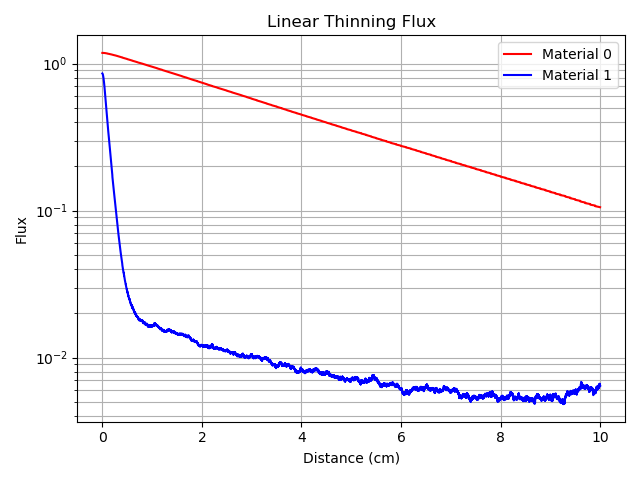 Linear Thinning Flux
Material 0
Material 1
10⁰
10⁻¹
10⁻²
Flux
0 2 4 6 8 10
Distance (cm)